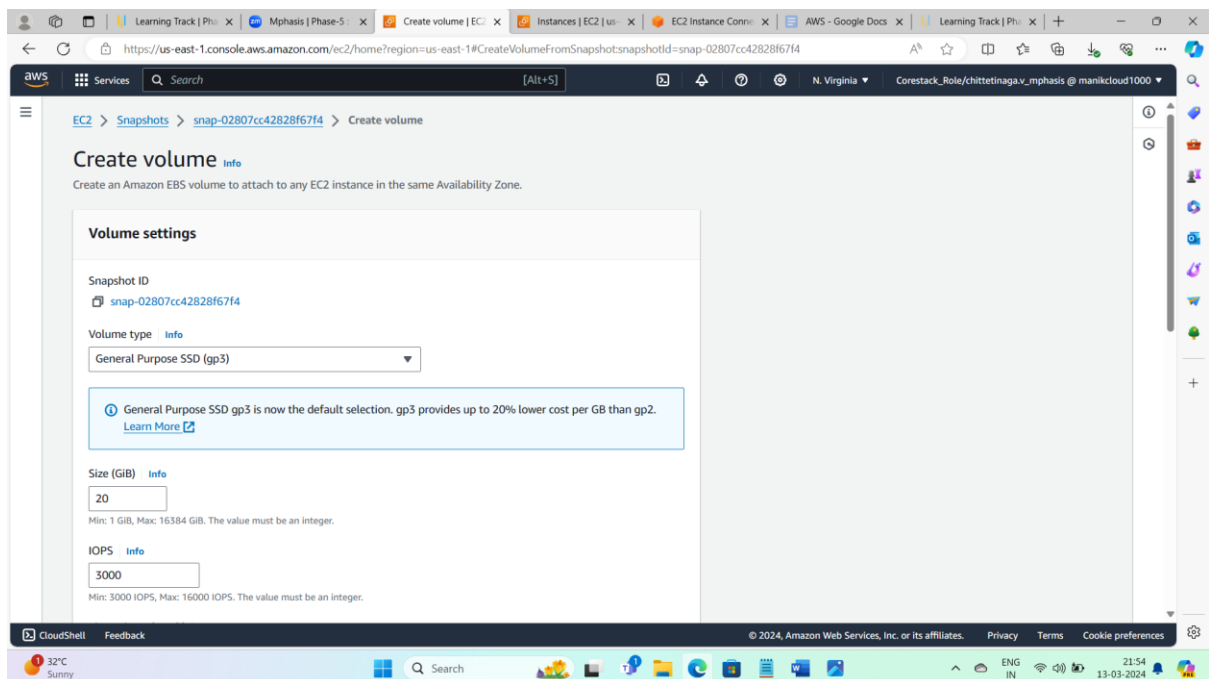 Learning Track | Pha
Mphasis | Phase-5 :
Create volume | EC2
Instances | EC2 | us-
EC2 Instance Conne
AWS - Google Docs
Learning Track | Pha
https://us-east-1.console.aws.amazon.com/ec2/home?region=us-east-1#CreateVolumeFromSnapshot:snapshotId=snap-02807cc42828f67f4
aws Services Search [Alt+S] N. Virginia ▼ Corestack_Role/chittetinaga.v_mphasis @ manikcloud1000 ▼
EC2 > Snapshots > snap-02807cc42828f67f4 > Create volume
Create volume Info
Create an Amazon EBS volume to attach to any EC2 instance in the same Availability Zone.
Volume settings
Snapshot ID
snap-02807cc42828f67f4
Volume type Info
General Purpose SSD (gp3)
General Purpose SSD gp3 is now the default selection. gp3 provides up to 20% lower cost per GB than gp2.
Learn More
Size (GiB) Info
20
Min: 1 GiB, Max: 16384 GiB. The value must be an integer.
IOPS Info
3000
Min: 3000 IOPS, Max: 16000 IOPS. The value must be an integer.
CloudShell Feedback © 2024, Amazon Web Services, Inc. or its affiliates. Privacy Terms Cookie preferences
1 32°C
Sunny
Search
ENG
IN
21:54
13-03-2024